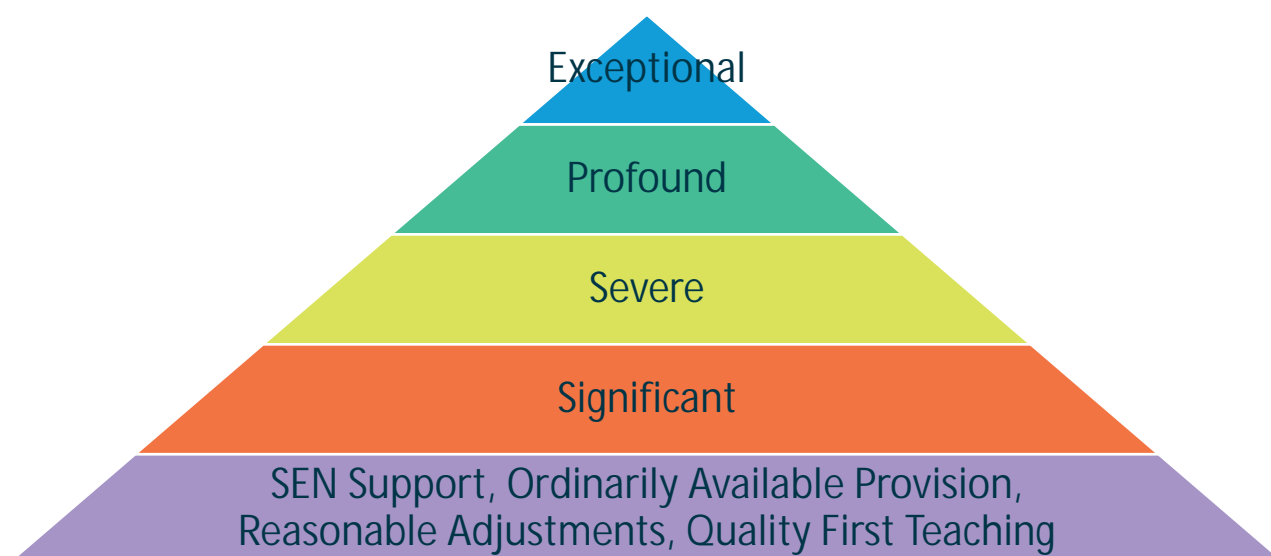 Exceptional
Profound
Severe
Significant
SEN Support, Ordinarily Available Provision,
Reasonable Adjustments, Quality First Teaching